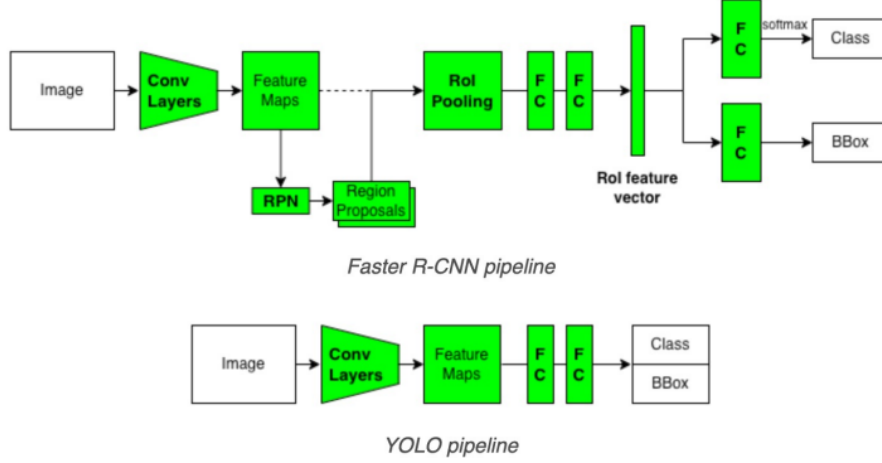 Image
Conv
Layers
Feature
Maps
RPN
Region
Proposals
RoI
Pooling
F
C
F
C
RoI feature
vector
F
C
softmax
Class
F
C
BBox
Faster R-CNN pipeline
Image
Conv
Layers
Feature
Maps
F
C
F
C
Class
BBox
YOLO pipeline